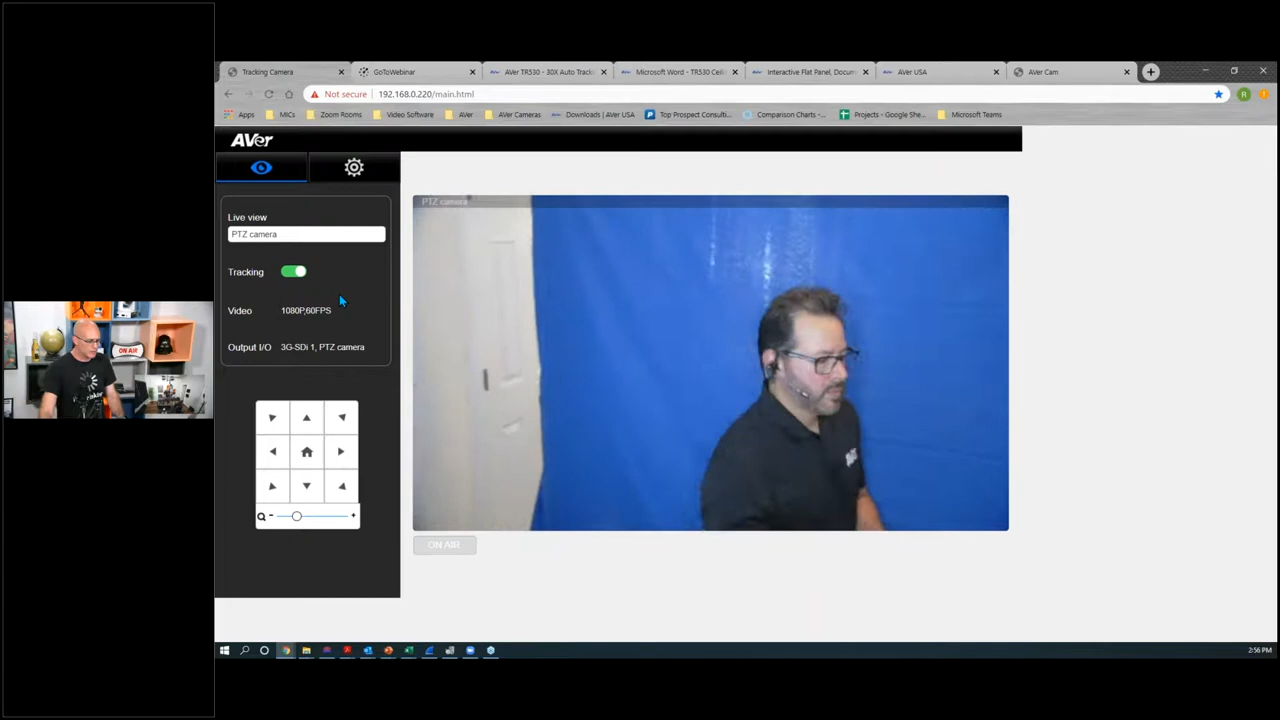 Tracking Camera
GoToWebinar
AVer TR530 - 30X Auto Tracki
Microsoft Word - TR530 Ceili
Interactive Flat Panel, Docum
AVer USA
AVer Cam
Not secure 192.168.0.220/main.html
R
Apps MICs Zoom Rooms Video Software AVer AVer Cameras Downloads | AVer USA Top Prospect Consulti... Comparison Charts -... Projects - Google She... Microsoft Teams
AVer
Live view
PTZ camera
Tracking
Video 1080P,60FPS
Output I/O 3G-SDi 1, PTZ camera
PTZ camera
ON AIR
ON AIR
2:56 PM